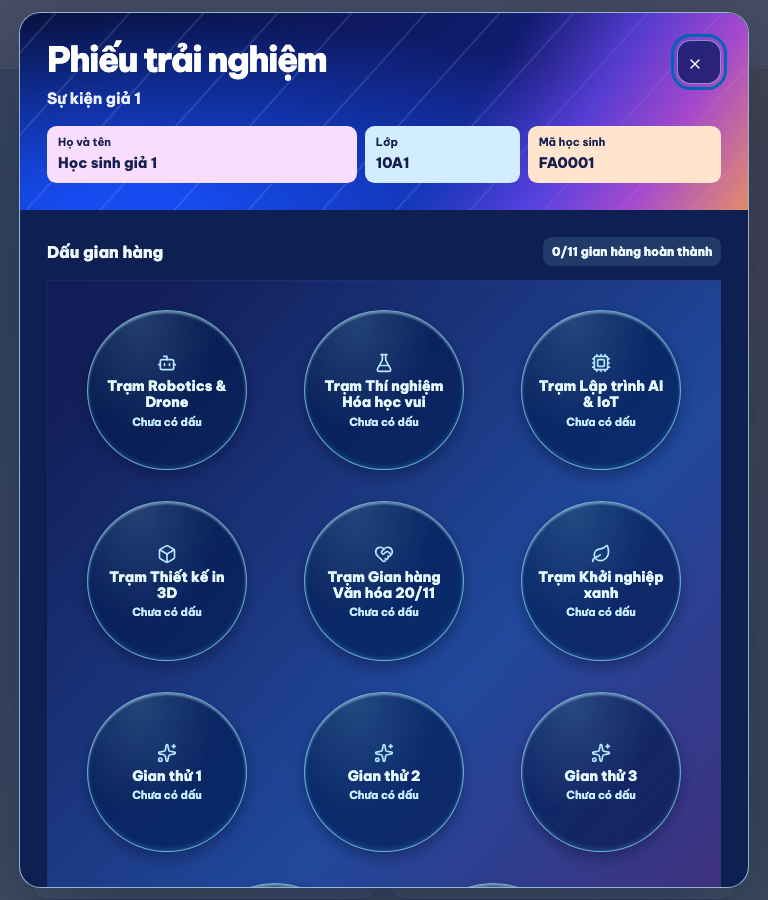 Phiếu trải nghiệm
Sự kiện giả 1
Họ và tên
Học sinh giả 1
Lớp
10A1
Mã học sinh
FA0001
Dấu gian hàng
0/11 gian hàng hoàn thành
Trạm Robotics &
Drone
Chưa có dấu
Trạm Thí nghiệm
Hóa học vui
Chưa có dấu
Trạm Lập trình AI
& IoT
Chưa có dấu
Trạm Thiết kế in
3D
Chưa có dấu
Trạm Gian hàng
Văn hóa 20/11
Chưa có dấu
Trạm Khởi nghiệp
xanh
Chưa có dấu
Gian thử 1
Chưa có dấu
Gian thử 2
Chưa có dấu
Gian thử 3
Chưa có dấu